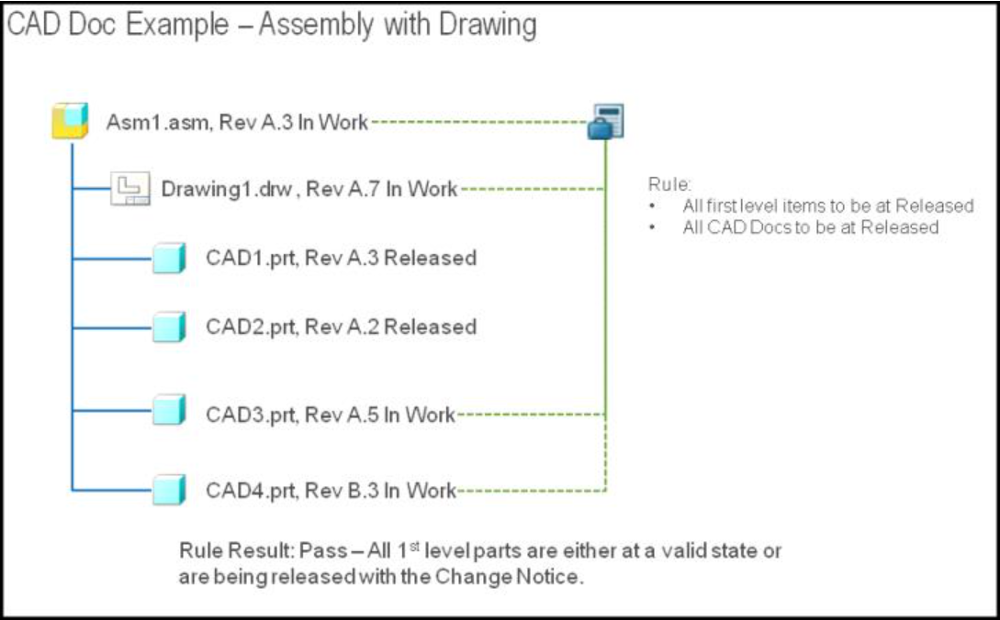 CAD Doc Example – Assembly with Drawing
Asm1.asm, Rev A.3 In Work
Drawing1.drw, Rev A.7 In Work
Rule:
• All first level items to be at Released
• All CAD Docs to be at Released
CAD1.prt, Rev A.3 Released
CAD2.prt, Rev A.2 Released
CAD3.prt, Rev A.5 In Work
CAD4.prt, Rev B.3 In Work
Rule Result: Pass – All 1st level parts are either at a valid state or
are being released with the Change Notice.